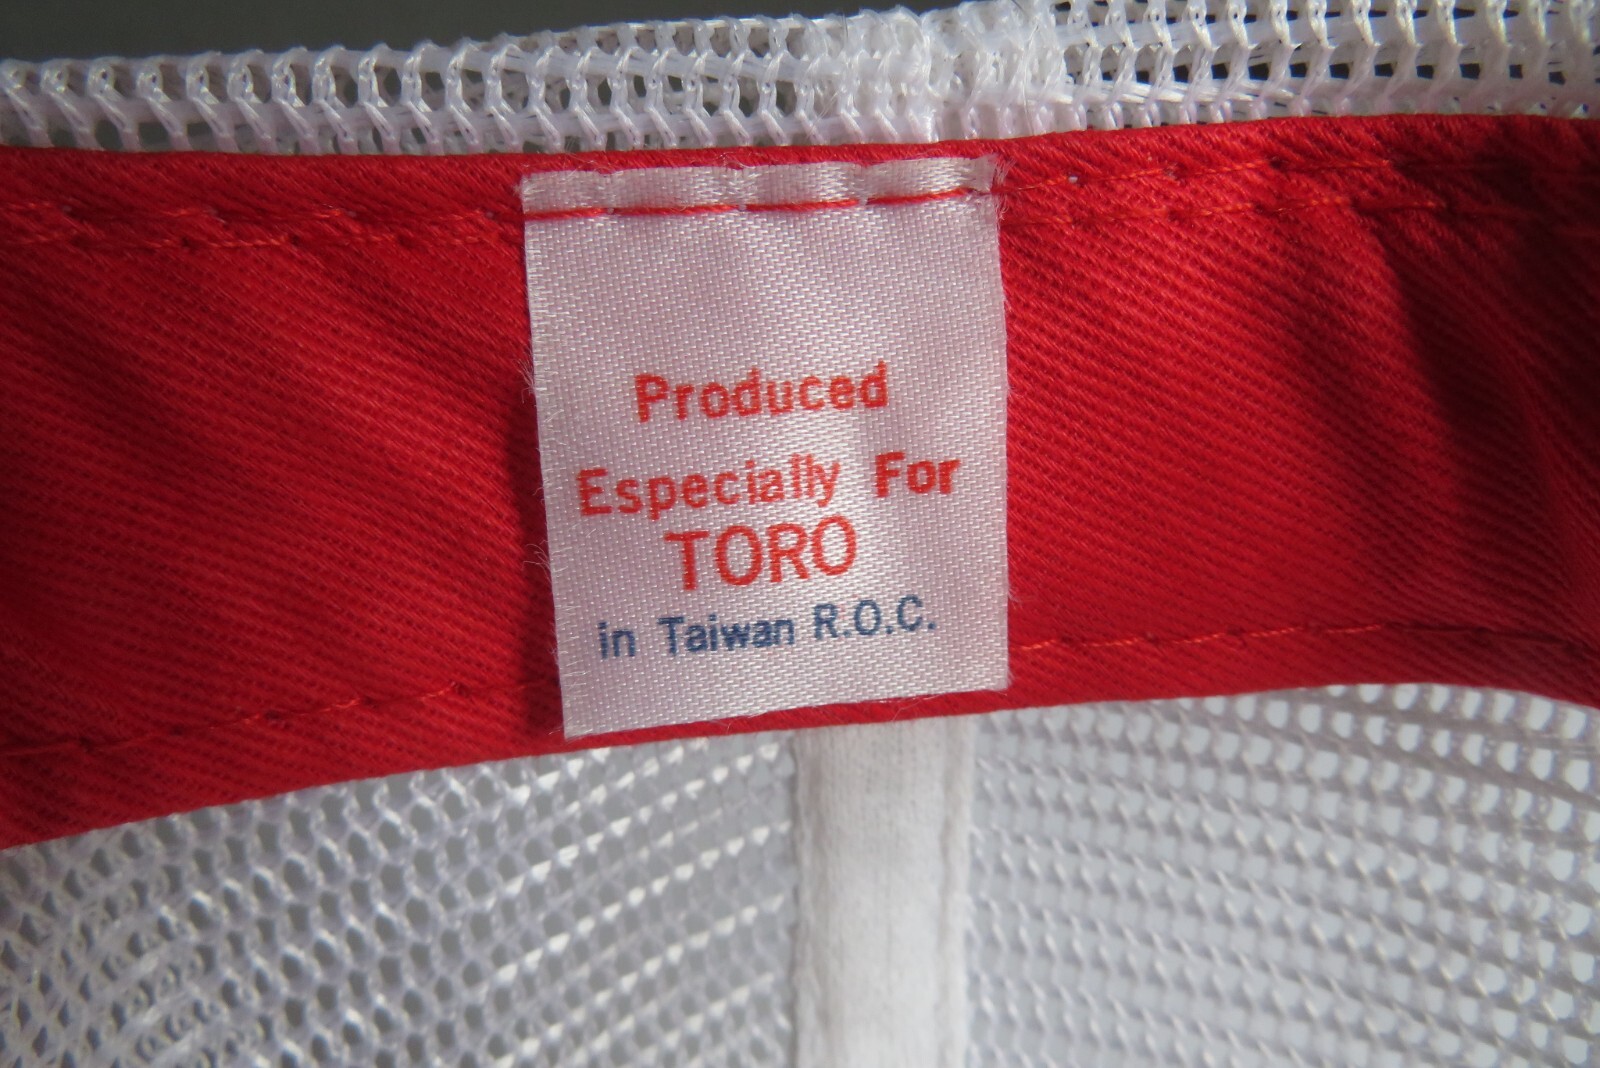 Produced
Especially For
TORO
in Taiwan R.O.C.